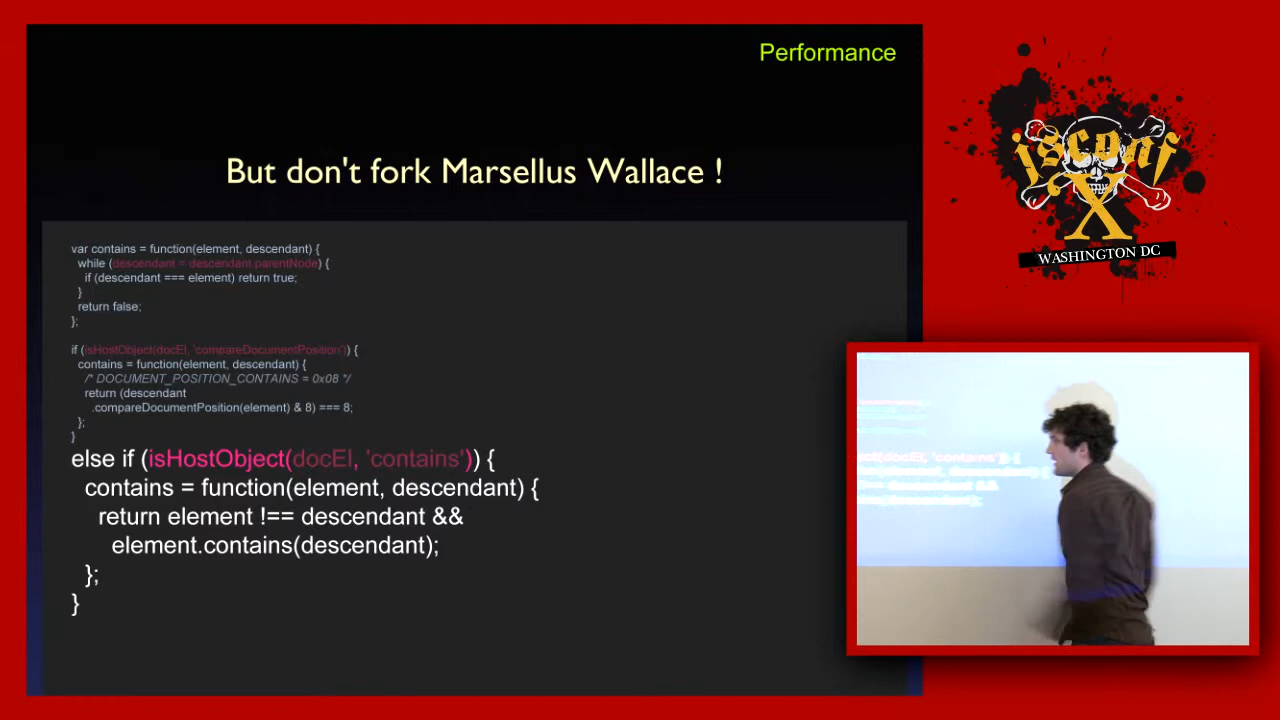 Performance
But don't fork Marsellus Wallace !
var contains = function(element, descendant) {
while (descendant = descendant.parentNode) {
if (descendant === element) return true;
}
return false;
};
if (isHostObject(docEl, 'compareDocumentPosition')) {
contains = function(element, descendant) {
/* DOCUMENT_POSITION_CONTAINS = 0x08 */
return (descendant
.compareDocumentPosition(element) & 8) === 8;
};
}
else if (isHostObject(docEl, 'contains')) {
contains = function(element, descendant) {
return element !== descendant &&
element.contains(descendant);
};
}
jsconf
X
WASHINGTON DC